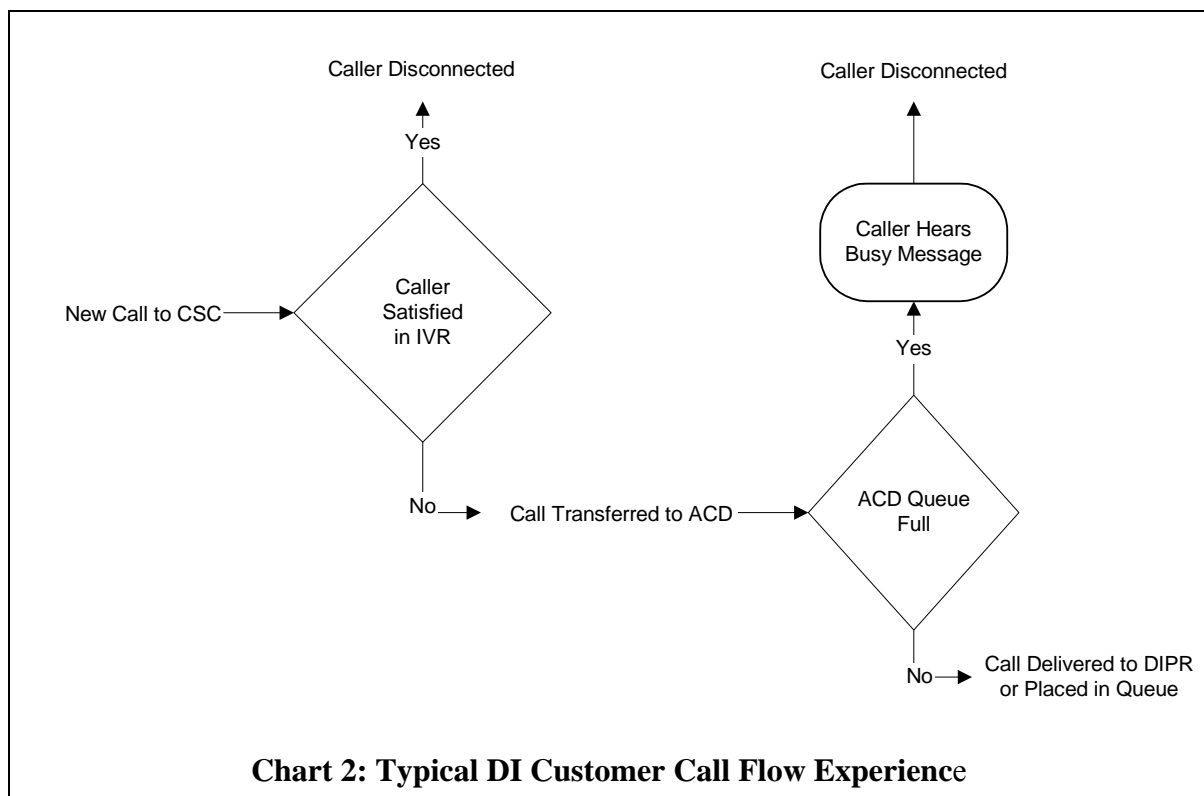 Caller Disconnected
Caller Disconnected
Yes
Caller Hears
Busy Message
New Call to CSC
Caller
Satisfied
in IVR
Yes
No
Call Transferred to ACD
ACD Queue
Full
No
Call Delivered to DIPR
or Placed in Queue
Chart 2: Typical DI Customer Call Flow Experience